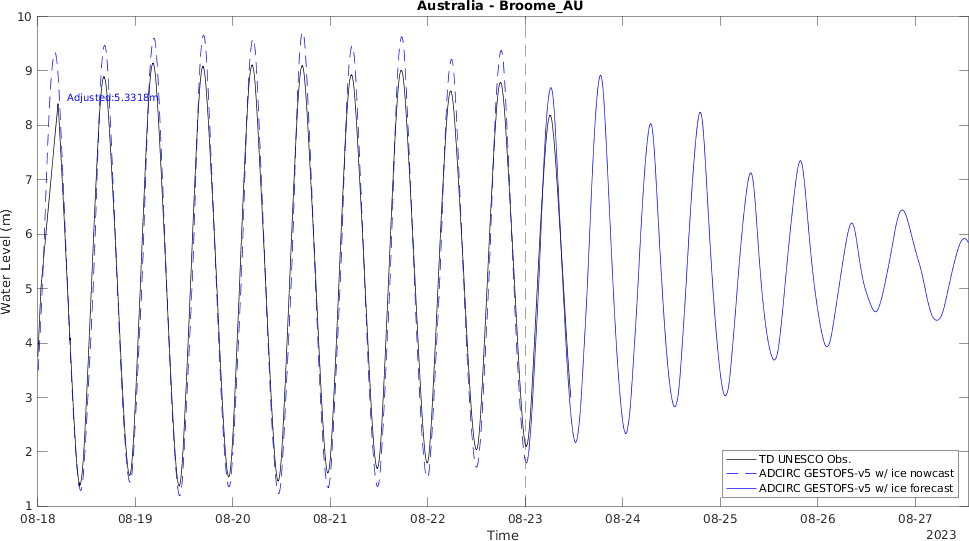 Australia - Broome_AU
10
9
8
7
6
5
4
3
2
1
Water Level (m)
Adjusted:5.3318m
TD UNESCO Obs.
ADCIRC GESTOFS-v5 w/ ice nowcast
ADCIRC GESTOFS-v5 w/ ice forecast
08-18 08-19 08-20 08-21 08-22 08-23 08-24 08-25 08-26 08-27
Time
2023